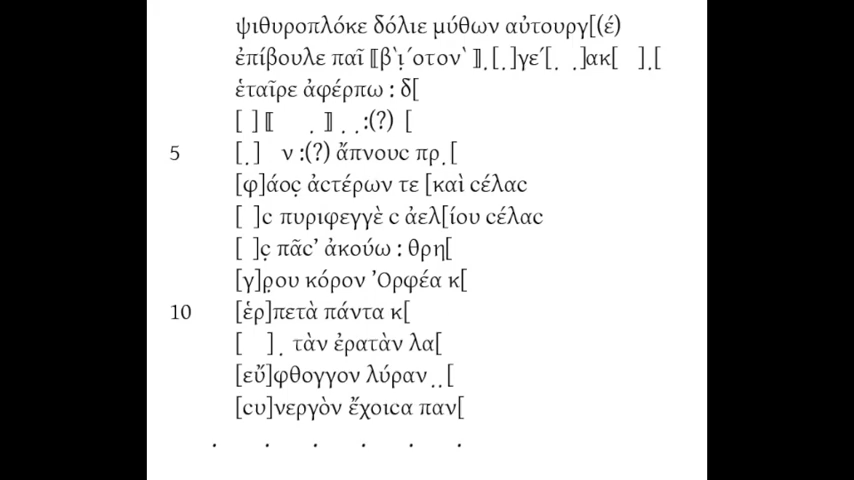 ψιθυροπλόκε δόλιε μύθων αὐτουργ[(έ)
ἐπίβουλε παῖ ⟦β`ι̣´οτον` ⟧̣[̣]γε´[̣ ̣]ακ[ ]̣[
ἑταῖρε ἀφέρπω : δ[
[ ] ⟦ ̣ ⟧ ̣ ̣:(?) [
5 [̣] ν :(?) ἄπνουϲ πρ̣[
[φ]άοϲ̣ ἀϲτέρων τε [καὶ ϲέλαϲ
[ ]ϲ πυριφεγγὲ ϲ ἀελ[ίου ϲέλαϲ
[ ]ϲ̣ πᾶϲ’ ἀκούω : θρη[
[γ]ρ̣ου κόρον Ὀρφέα κ[
10 [ἑρ]πετὰ πάντα κ[
[ ]̣ τὰν ἐρατὰν λα[
[εὔ]φθογγον λύραν ̣ ̣[
[ϲυ]νεργὸν ἔχοιϲα παν[
. . . . . .